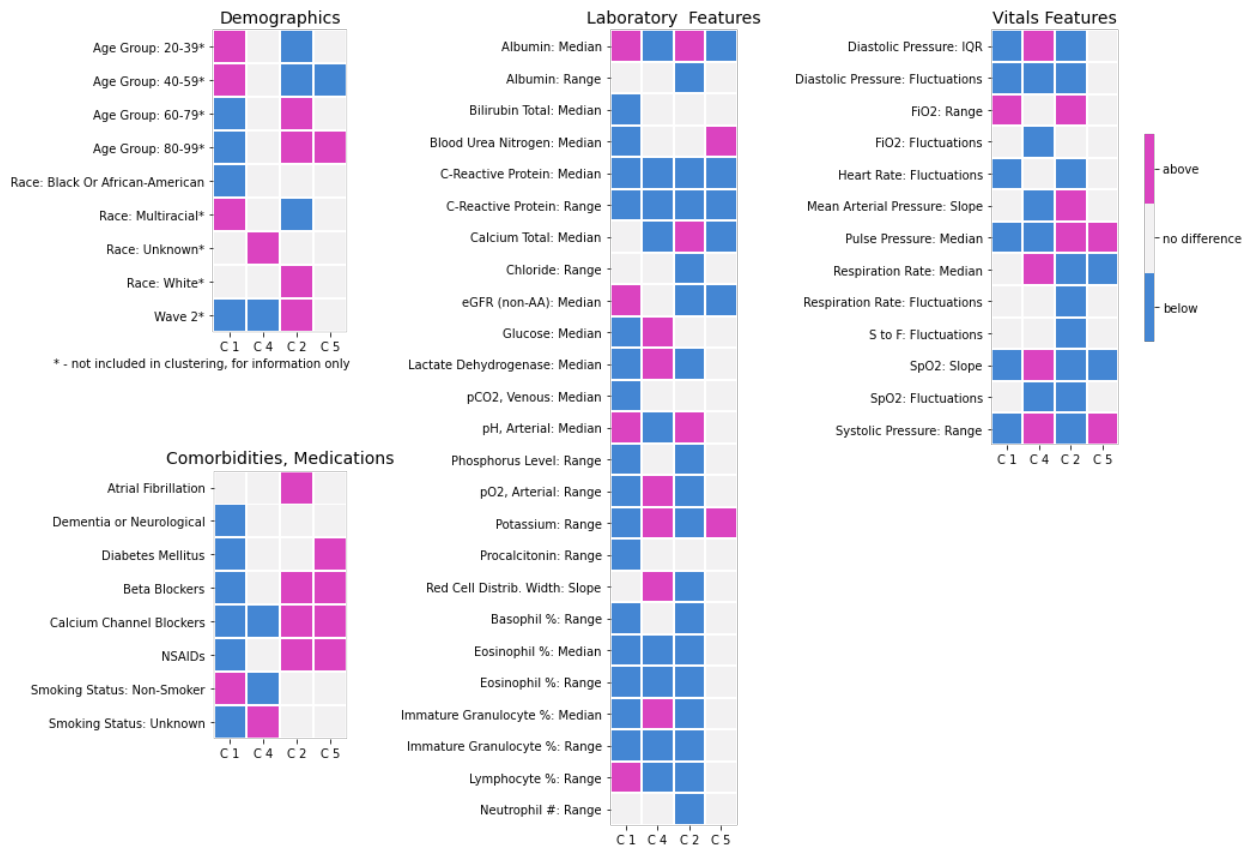 Demographics
Age Group: 20-39*
Age Group: 40-59*
Age Group: 60-79*
Age Group: 80-99*
Race: Black Or African-American
Race: Multiracial*
Race: Unknown*
Race: White*
Wave 2*
C 1 C 4 C 2 C 5
* - not included in clustering, for information only
Comorbidities, Medications
Atrial Fibrillation
Dementia or Neurological
Diabetes Mellitus
Beta Blockers
Calcium Channel Blockers
NSAIDs
Smoking Status: Non-Smoker
Smoking Status: Unknown
C 1 C 4 C 2 C 5
Laboratory Features
Albumin: Median
Albumin: Range
Bilirubin Total: Median
Blood Urea Nitrogen: Median
C-Reactive Protein: Median
C-Reactive Protein: Range
Calcium Total: Median
Chloride: Range
eGFR (non-AA): Median
Glucose: Median
Lactate Dehydrogenase: Median
pCO2, Venous: Median
pH, Arterial: Median
Phosphorus Level: Range
pO2, Arterial: Range
Potassium: Range
Procalcitonin: Range
Red Cell Distrib. Width: Slope
Basophil %: Range
Eosinophil %: Median
Eosinophil %: Range
Immature Granulocyte %: Median
Immature Granulocyte %: Range
Lymphocyte %: Range
Neutrophil #: Range
C 1 C 4 C 2 C 5
Vitals Features
Diastolic Pressure: IQR
Diastolic Pressure: Fluctuations
FiO2: Range
FiO2: Fluctuations
Heart Rate: Fluctuations
Mean Arterial Pressure: Slope
Pulse Pressure: Median
Respiration Rate: Median
Respiration Rate: Fluctuations
S to F: Fluctuations
SpO2: Slope
SpO2: Fluctuations
Systolic Pressure: Range
C 1 C 4 C 2 C 5
above
no difference
below